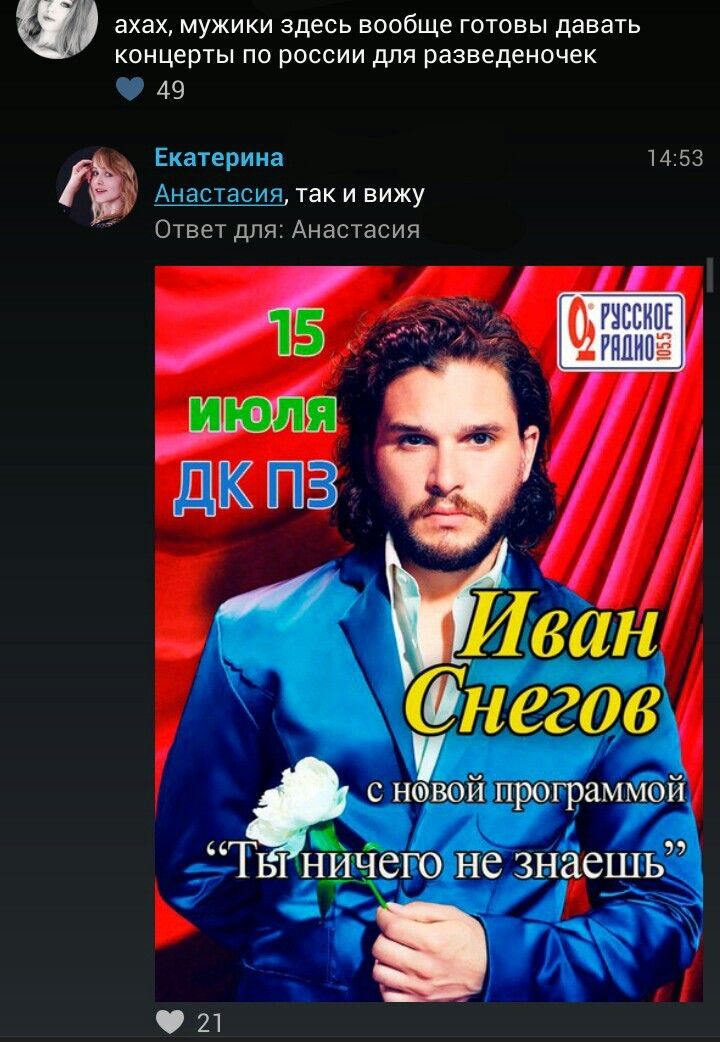 ахах, мужики здесь вообще готовы давать
концерты по россии для разведеночек
49
Екатерина 14:53
Анастасия, так и вижу
Ответ для: Анастасия
15
июля
ДК ПЗ
РУССКОЕ
РАДИО 105.5
Иван
Снегов
с новой программой
“Ты ничего не знаешь”
21